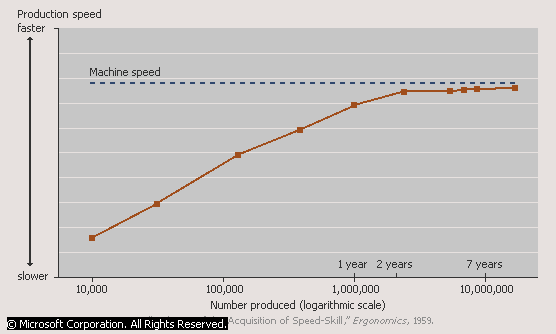 Production speed
faster
Machine speed
1 year 2 years 7 years
slower
10,000 100,000 1,000,000 10,000,000
Number produced (logarithmic scale)
© Microsoft Corporation. All Rights Reserved. Acquisition of Speed-Skill,” Ergonomics, 1959.